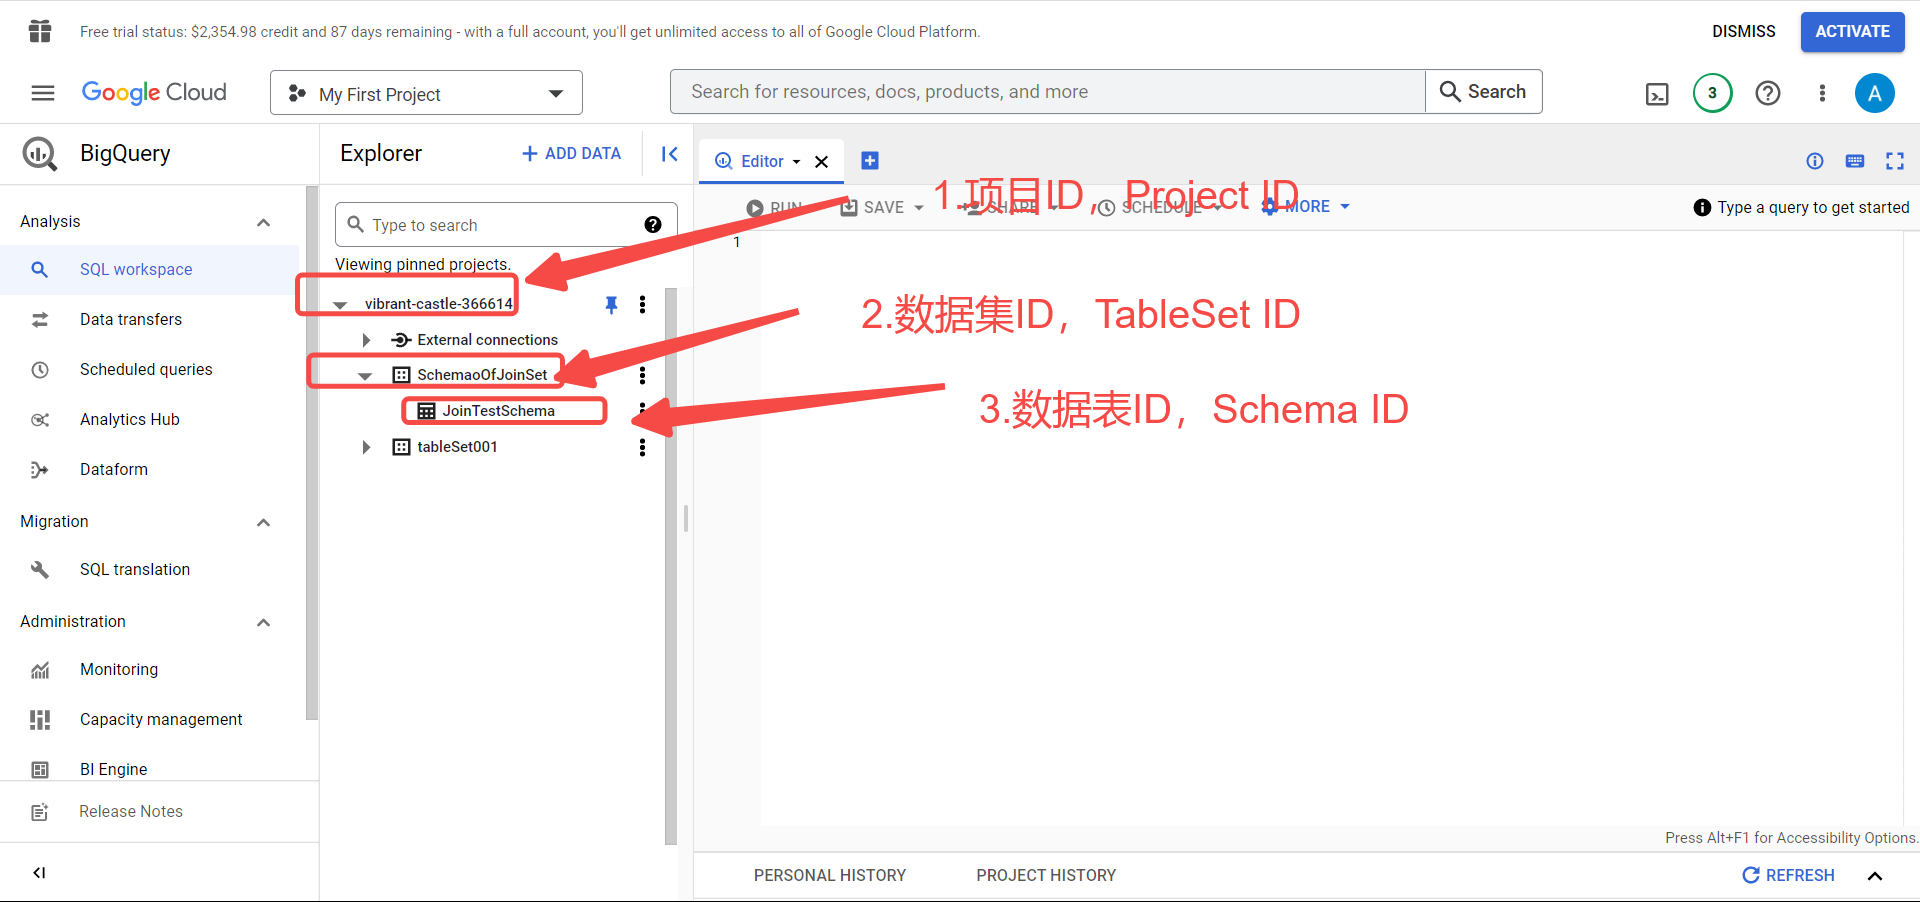 Free trial status: $2,354.98 credit and 87 days remaining - with a full account, you'll get unlimited access to all of Google Cloud Platform.
DISMISS
ACTIVATE
Google Cloud
My First Project
Search for resources, docs, products, and more
Search
3
A
BigQuery
Explorer
ADD DATA
Editor
1.项目ID，Project ID
RUN
SAVE
SHARE
SCHEDULE
MORE
Type a query to get started
Analysis
Type to search
1
Viewing pinned projects.
SQL workspace
vibrant-castle-366614
2.数据集ID，TableSet ID
Data transfers
External connections
Scheduled queries
SchemaoOfJoinSet
JoinTestSchema
3.数据表ID，Schema ID
Analytics Hub
tableSet001
Dataform
Migration
SQL translation
Administration
Monitoring
Capacity management
BI Engine
Release Notes
Press Alt+F1 for Accessibility Options.
PERSONAL HISTORY
PROJECT HISTORY
REFRESH